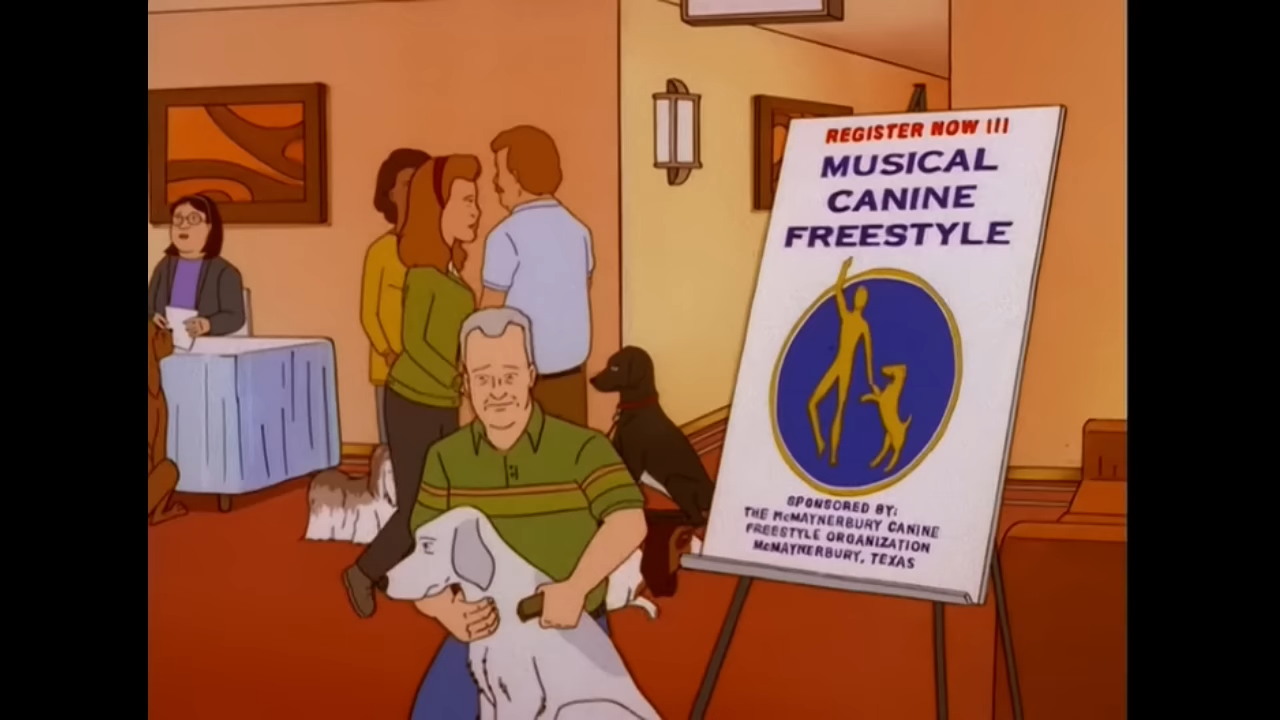 REGISTER NOW !!!
MUSICAL
CANINE
FREESTYLE
SPONSORED BY:
THE McMAYNERBURY CANINE
FREESTYLE ORGANIZATION
McMAYNERBURY, TEXAS